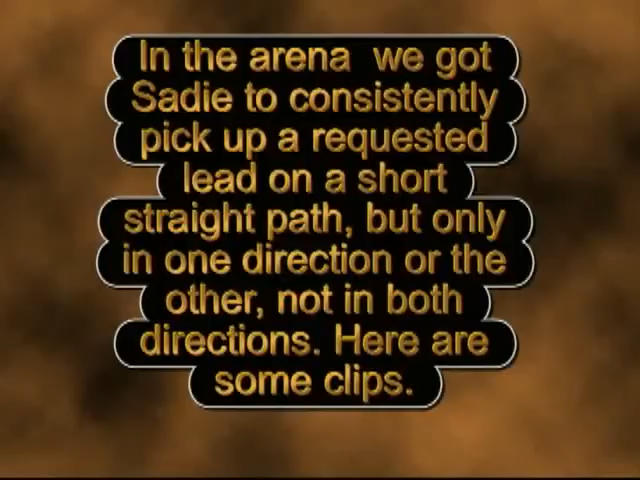 In the arena  we got
Sadie to consistently
pick up a requested
lead on a short
straight path, but only
in one direction or the
other, not in both
directions. Here are
some clips.